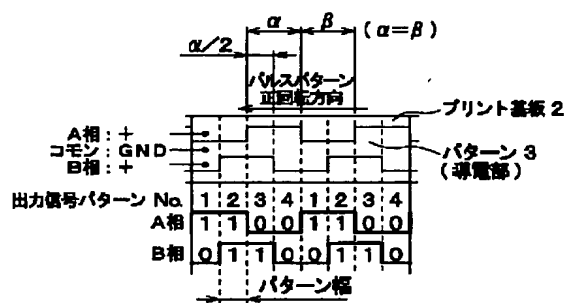 α β (α=β)
α/2
パルスパターン
正回転方向
プリント基板2
A相:+
コモン:GND
B相:+
パターン3
(導電部)
出力信号パターン No. 1 2 3 4 1 2 3 4
A相 1 1 0 0 1 1 0 0
B相 0 1 1 0 0 1 1 0
パターン幅